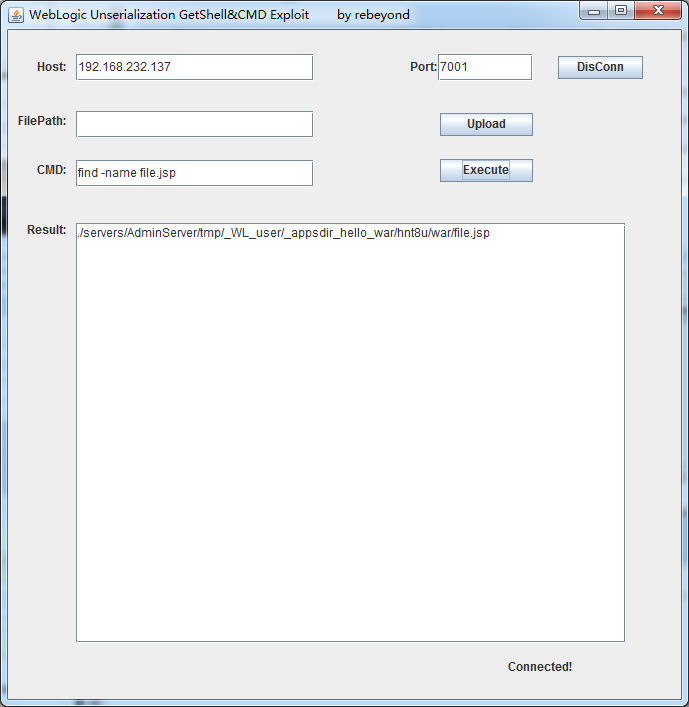 WebLogic Unserialization GetShell&CMD Exploit by rebeyond
Host: 192.168.232.137 Port: 7001 DisConn
FilePath: Upload
CMD: find -name file.jsp Execute
Result: ./servers/AdminServer/tmp/_WL_user/_appsdir_hello_war/hnt8u/war/file.jsp
Connected!